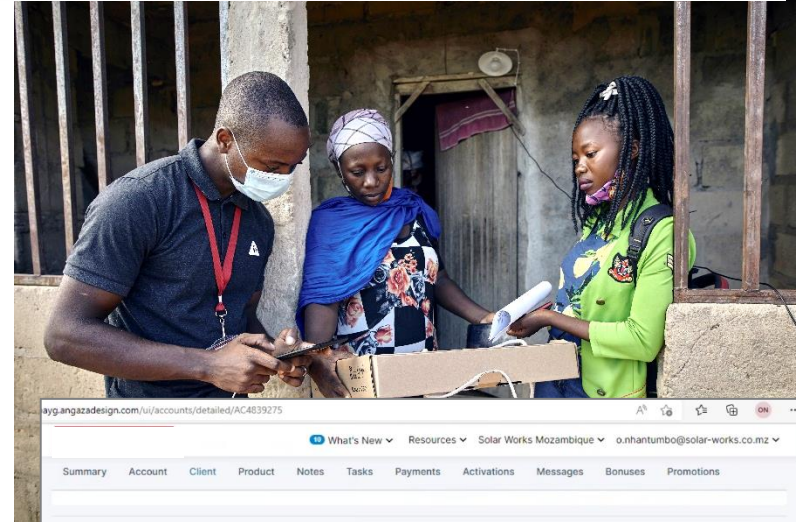 ayg.angazadesign.com/ui/accounts/detailed/AC4839275
ON
10 What's New Resources Solar Works Mozambique o.nhantumbo@solar-works.co.mz
Summary Account Client Product Notes Tasks Payments Activations Messages Bonuses Promotions